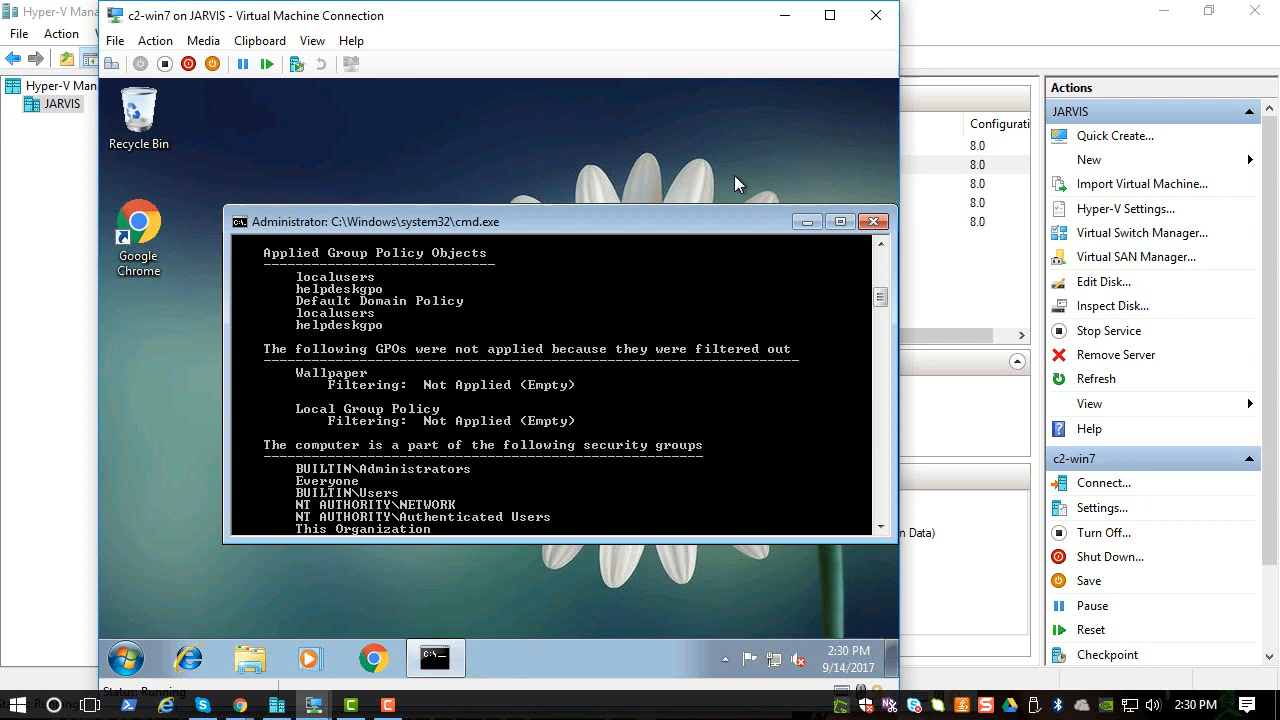 Hyper-V Mana
File
Action
c2-win7 on JARVIS - Virtual Machine Connection
File Action Media Clipboard View Help
Hyper-V Man
JARVIS
Recycle Bin
Google
Chrome
Administrator: C:\Windows\system32\cmd.exe
C:\.
Applied Group Policy Objects
-----------------------------
localusers
helpdeskgpo
Default Domain Policy
localusers
helpdeskgpo
The following GPOs were not applied because they were filtered out
-------------------------------------------------------------------
Wallpaper
Filtering: Not Applied (Empty)
Local Group Policy
Filtering: Not Applied (Empty)
The computer is a part of the following security groups
-------------------------------------------------------
BUILTIN\Administrators
Everyone
BUILTIN\Users
NT AUTHORITY\NETWORK
NT AUTHORITY\Authenticated Users
This Organization
2:30 PM
9/14/2017
Status: Running
Configurati
8.0
8.0
8.0
8.0
8.0
n Data)
Actions
JARVIS
Quick Create...
New
Import Virtual Machine...
Hyper-V Settings...
Virtual Switch Manager...
Virtual SAN Manager...
Edit Disk...
Inspect Disk...
Stop Service
Remove Server
Refresh
View
Help
c2-win7
Connect...
Settings...
Turn Off...
Shut Down...
Save
Pause
Reset
Checkpoint
2:30 PM